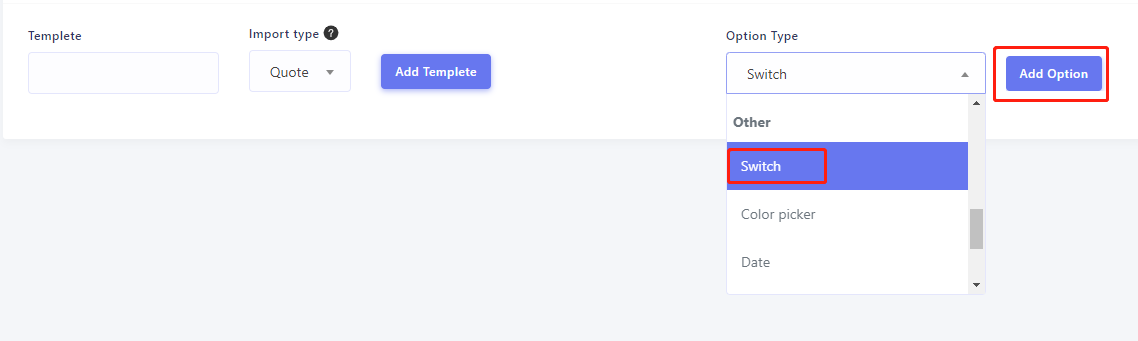 Templete
Import type ?
Option Type
Quote
Add Templete
Switch
Add Option
Other
Switch
Color picker
Date